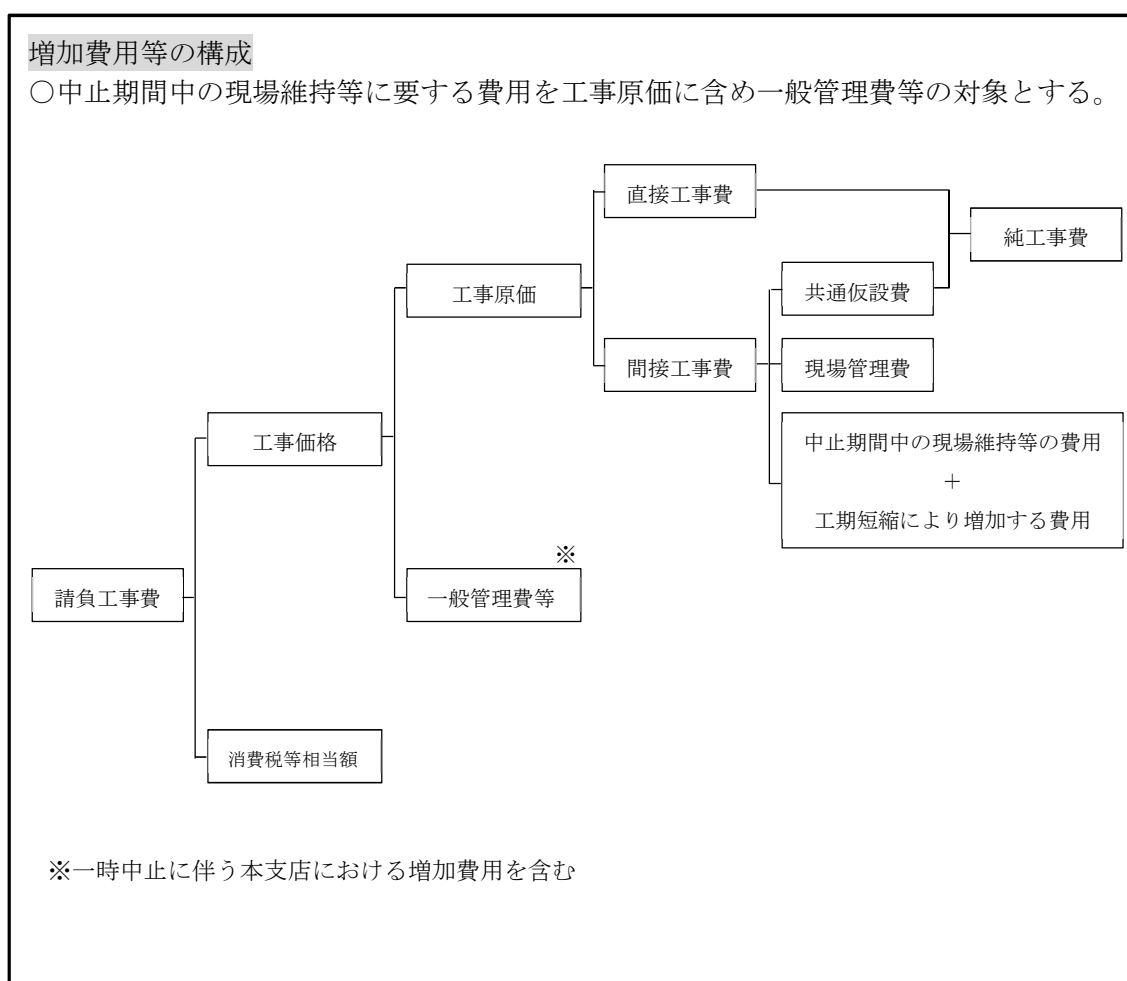 増加費用等の構成
○中止期間中の現場維持等に要する費用を工事原価に含め一般管理費等の対象とする。
直接工事費
純工事費
工事原価
共通仮設費
間接工事費
現場管理費
工事価格
中止期間中の現場維持等の費用
＋
工期短縮により増加する費用
※
請負工事費
一般管理費等
消費税等相当額
※一時中止に伴う本支店における増加費用を含む